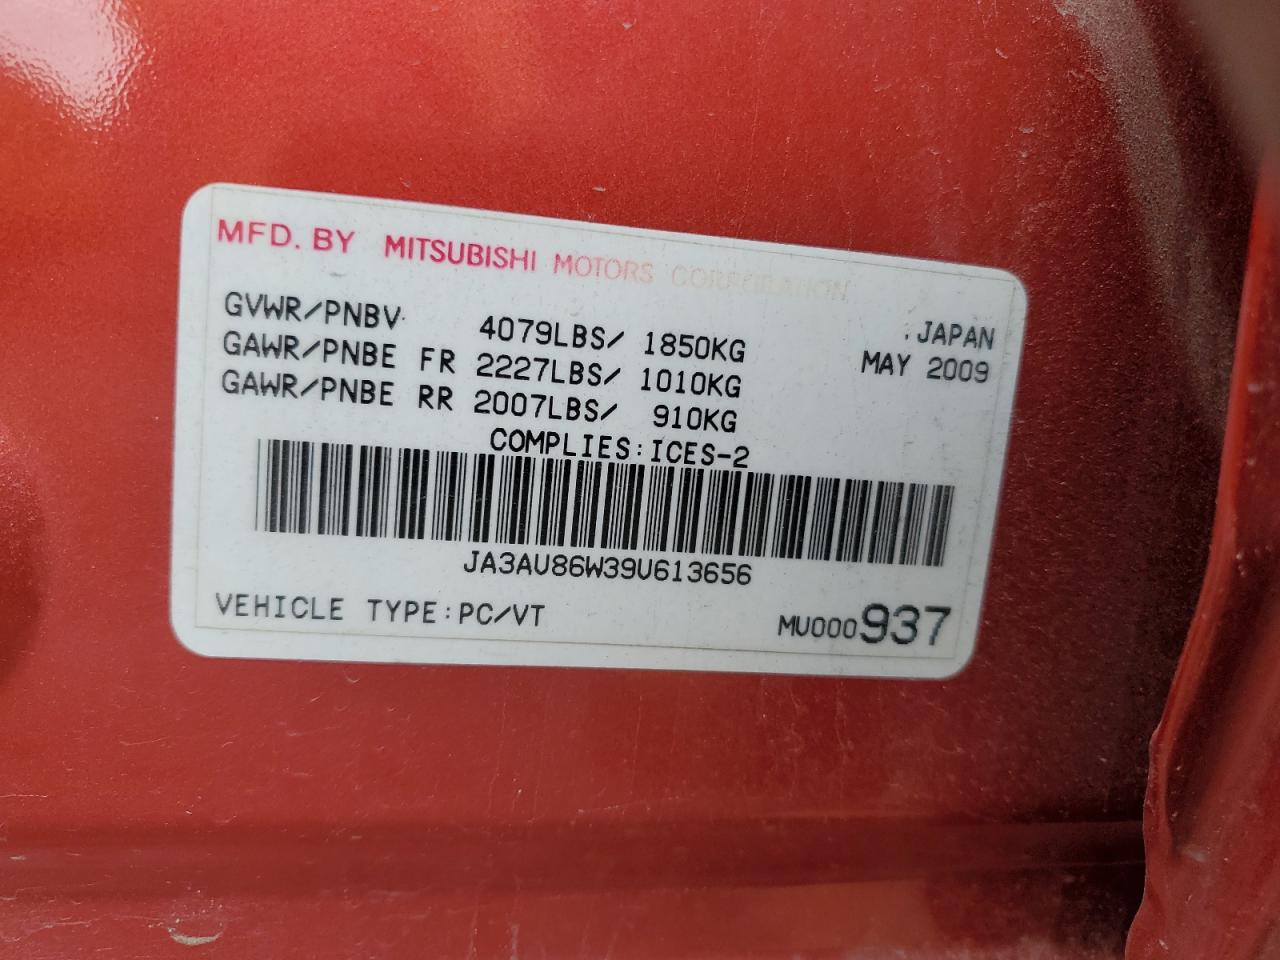 MFD. BY MITSUBISHI MOTORS CORPORATION
GVWR/PNBV 4079LBS/ 1850KG
GAWR/PNBE FR 2227LBS/ 1010KG
GAWR/PNBE RR 2007LBS/ 910KG
JAPAN
MAY 2009
COMPLIES:ICES-2
JA3AU86W39U613656
VEHICLE TYPE:PC/VT
MU000937